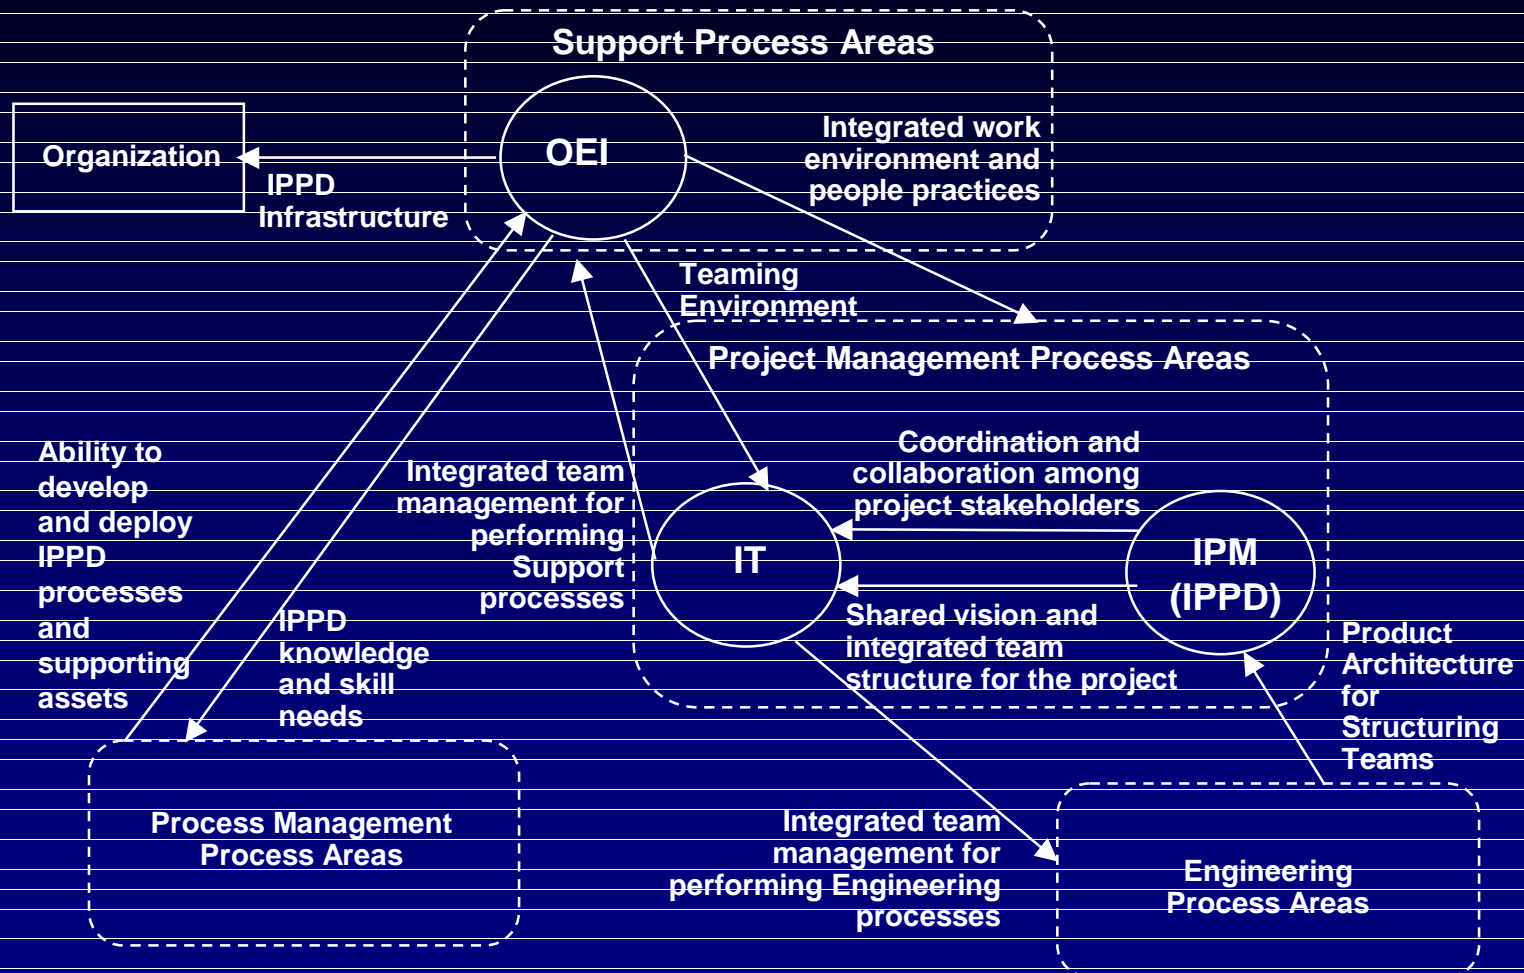 Support Process Areas
OEI
Integrated work
environment and
people practices
Organization
IPPD
Infrastructure
Teaming
Environment
Project Management Process Areas
Ability to
develop
and deploy
IPPD
processes
and
supporting
assets
Integrated team
management for
performing
Support
processes
Coordination and
collaboration among
project stakeholders
IT
IPM
(IPPD)
Shared vision and
integrated team
structure for the project
IPPD
knowledge
and skill
needs
Product
Architecture
for
Structuring
Teams
Process Management
Process Areas
Integrated team
management for
performing Engineering
processes
Engineering
Process Areas